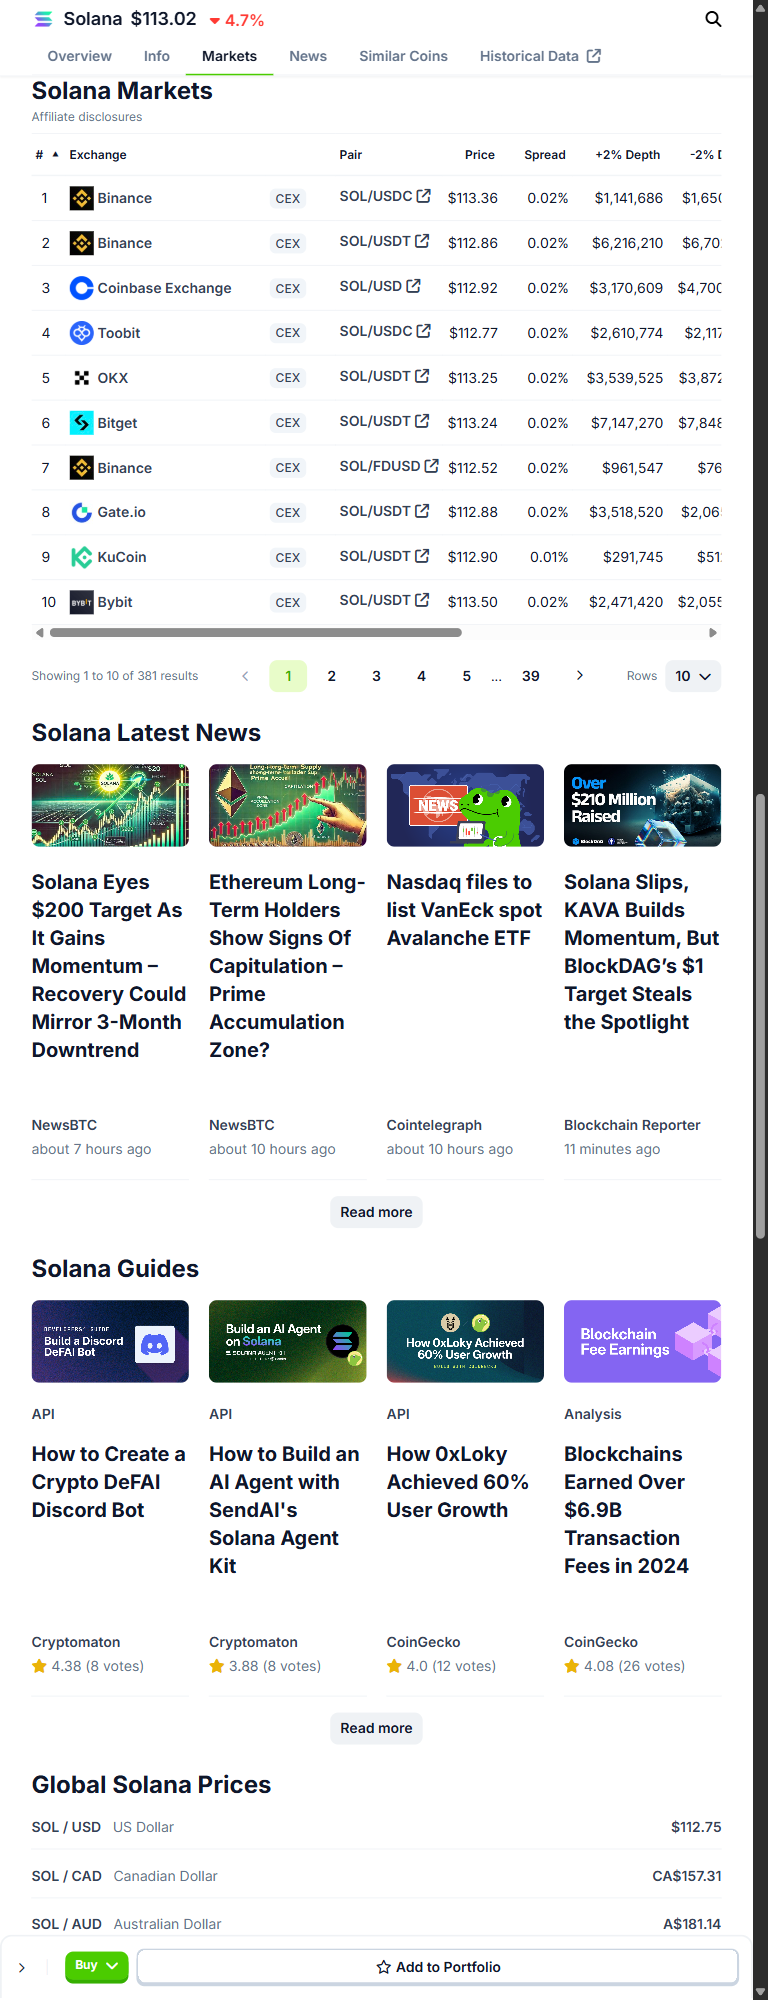 Solana $113.02 4.7%
Overview Info Markets News Similar Coins Historical Data
Solana Markets
Affiliate disclosures
# Exchange Pair Price Spread +2% Depth -2% D
1 Binance CEX SOL/USDC $113.36 0.02% $1,141,686 $1,650
2 Binance CEX SOL/USDT $112.86 0.02% $6,216,210 $6,70
3 Coinbase Exchange CEX SOL/USD $112.92 0.02% $3,170,609 $4,700
4 Toobit CEX SOL/USDC $112.77 0.02% $2,610,774 $2,117
5 OKX CEX SOL/USDT $113.25 0.02% $3,539,525 $3,872
6 Bitget CEX SOL/USDT $113.24 0.02% $7,147,270 $7,848
7 Binance CEX SOL/FDUSD $112.52 0.02% $961,547 $76
8 Gate.io CEX SOL/USDT $112.88 0.02% $3,518,520 $2,06
9 KuCoin CEX SOL/USDT $112.90 0.01% $291,745 $51
10 BYBIT Bybit CEX SOL/USDT $113.50 0.02% $2,471,420 $2,055
Showing 1 to 10 of 381 results 1 2 3 4 5 ... 39 Rows 10
Solana Latest News
SOLANA
CAPITULATION
NEWS
Over
$210 Million
Raised
BlockDAG
Solana Eyes
$200 Target As
It Gains
Momentum –
Recovery Could
Mirror 3-Month
Downtrend
NewsBTC
about 7 hours ago
Ethereum Long-
Term Holders
Show Signs Of
Capitulation –
Prime
Accumulation
Zone?
NewsBTC
about 10 hours ago
Nasdaq files to
list VanEck spot
Avalanche ETF
Cointelegraph
about 10 hours ago
Solana Slips,
KAVA Builds
Momentum, But
BlockDAG's $1
Target Steals
the Spotlight
Blockchain Reporter
11 minutes ago
Read more
Solana Guides
DEVELOPERS' GUIDE
Build a Discord
DeFAI Bot
API
How to Create a
Crypto DeFAI
Discord Bot
Cryptomaton
4.38 (8 votes)
Build an AI Agent
on Solana
API
How to Build an
AI Agent with
SendAI's
Solana Agent
Kit
Cryptomaton
3.88 (8 votes)
How 0xLoky Achieved
60% User Growth
BUILD WITH COINGECKO
API
How 0xLoky
Achieved 60%
User Growth
CoinGecko
4.0 (12 votes)
Blockchain
Fee Earnings
Analysis
Blockchains
Earned Over
$6.9B
Transaction
Fees in 2024
CoinGecko
4.08 (26 votes)
Read more
Global Solana Prices
SOL / USD US Dollar $112.75
SOL / CAD Canadian Dollar CA$157.31
SOL / AUD Australian Dollar A$181.14
Buy Add to Portfolio